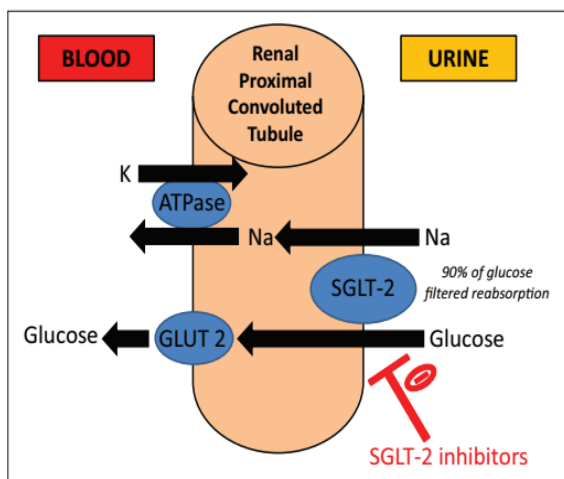 BLOOD
Renal
Proximal
Convoluted
Tubule
URINE
K
ATPase
Na
Na
SGLT-2
90% of glucose
filtered reabsorption
Glucose
GLUT 2
Glucose
SGLT-2 inhibitors